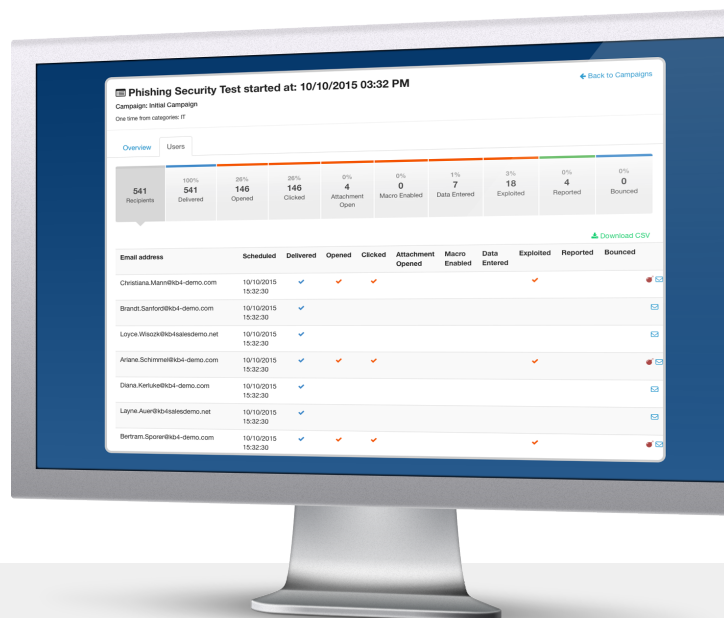 Phishing Security Test started at: 10/10/2015 03:32 PM
Back to Campaigns
Campaign: Initial Campaign
One time from categories: IT
Overview Users
100% 26% 26% 0% 0% 1% 3% 0% 0%
541 541 146 146 4 0 7 18 4 0
Recipients Delivered Opened Clicked Attachment Open Macro Enabled Data Entered Exploited Reported Bounced
Download CSV
Email address Scheduled Delivered Opened Clicked Attachment Opened Macro Enabled Data Entered Exploited Reported Bounced
Christiana.Mann@kb4-demo.com 10/10/2015
15:32:30
Brandt.Sanford@kb4-demo.com 10/10/2015
15:32:30
Loyce.Wisozk@kb4salesdemo.net 10/10/2015
15:32:30
Ariane.Schimmel@kb4-demo.com 10/10/2015
15:32:30
Diana.Kerluke@kb4-demo.com 10/10/2015
15:32:30
Layne.Auer@kb4salesdemo.net 10/10/2015
15:32:30
Bertram.Sporer@kb4-demo.com 10/10/2015
15:32:30